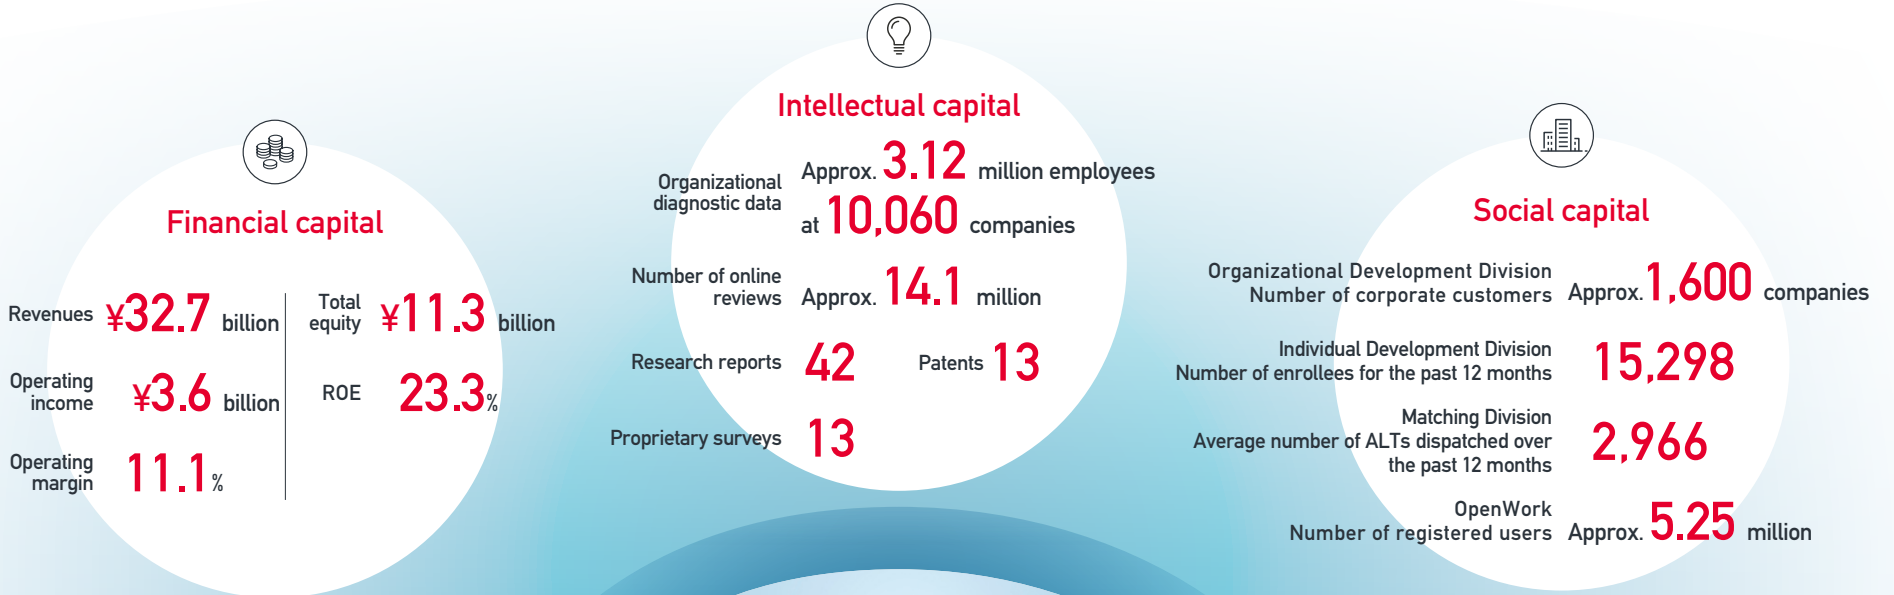 Financial capital
Revenues ¥32.7 billion
Operating
income ¥3.6 billion
Operating
margin 11.1%
Total
equity ¥11.3 billion
ROE 23.3%
Intellectual capital
Organizational
diagnostic data
Approx. 3.12 million employees
at 10,060 companies
Number of online
reviews
Approx. 14.1 million
Research reports 42
Patents 13
Proprietary surveys 13
Social capital
Organizational Development Division
Number of corporate customers
Approx. 1,600 companies
Individual Development Division
Number of enrollees for the past 12 months
15,298
Matching Division
Average number of ALTs dispatched over
the past 12 months
2,966
OpenWork
Number of registered users
Approx. 5.25 million